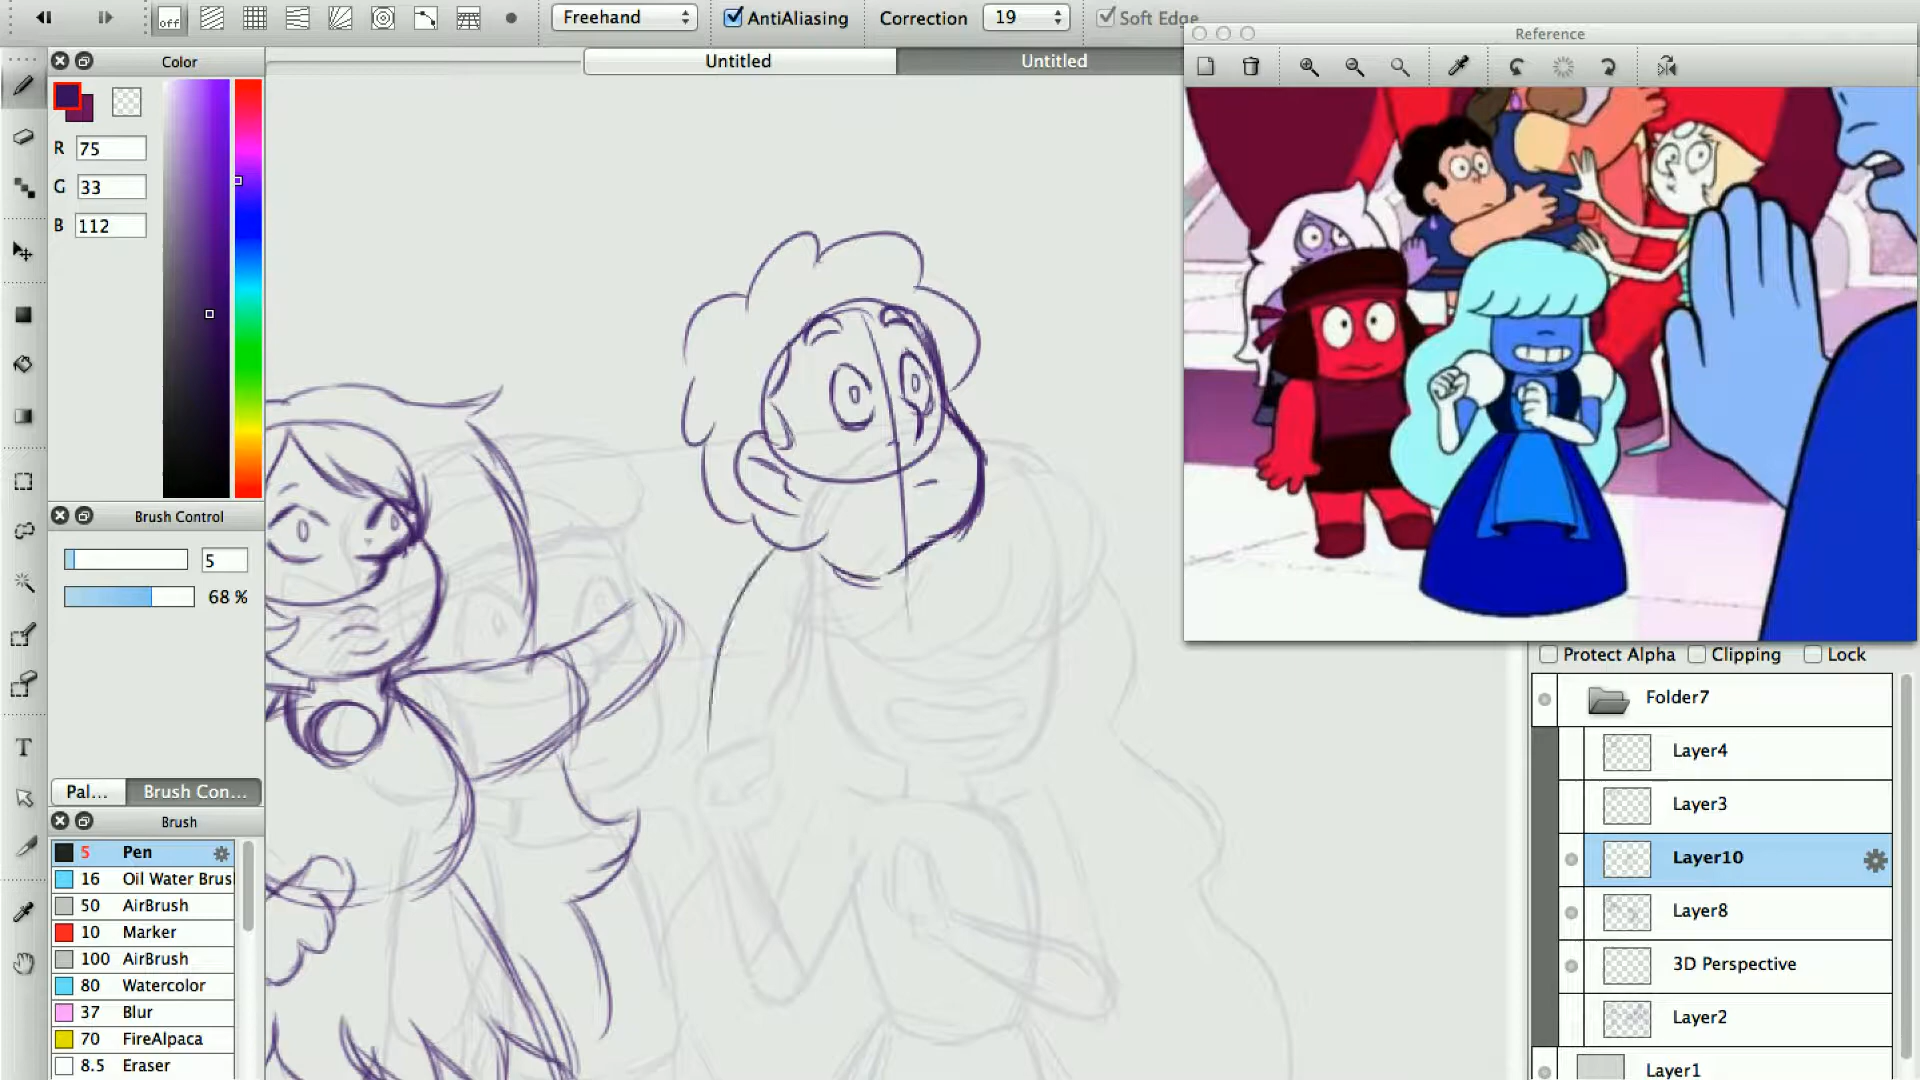 off
Freehand
AntiAliasing
Correction
19
Soft Edge
Untitled
Untitled
Reference
Color
R 75
G 33
B 112
Brush Control
5
68 %
Pal...
Brush Con...
Brush
5 Pen
16 Oil Water Brus
50 AirBrush
10 Marker
100 AirBrush
80 Watercolor
37 Blur
70 FireAlpaca
8.5 Eraser
T
Protect Alpha
Clipping
Lock
Folder7
Layer4
Layer3
Layer10
Layer8
3D Perspective
Layer2
Layer1